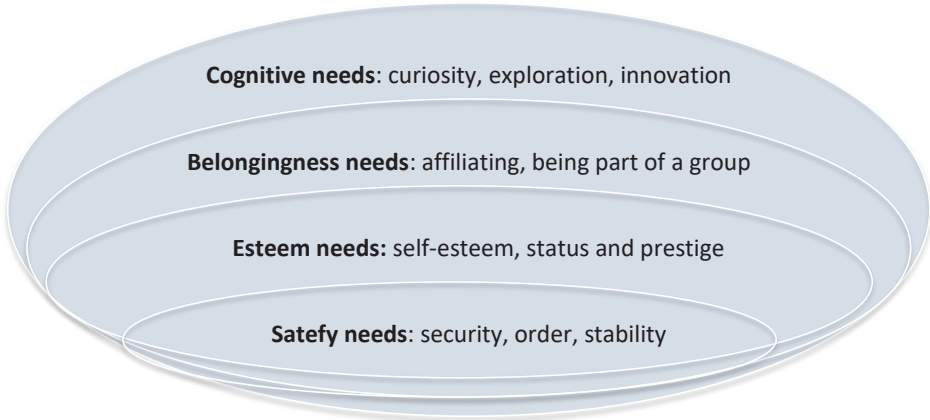 Cognitive needs: curiosity, exploration, innovation
Belongingness needs: affiliating, being part of a group
Esteem needs: self-esteem, status and prestige
Satefy needs: security, order, stability